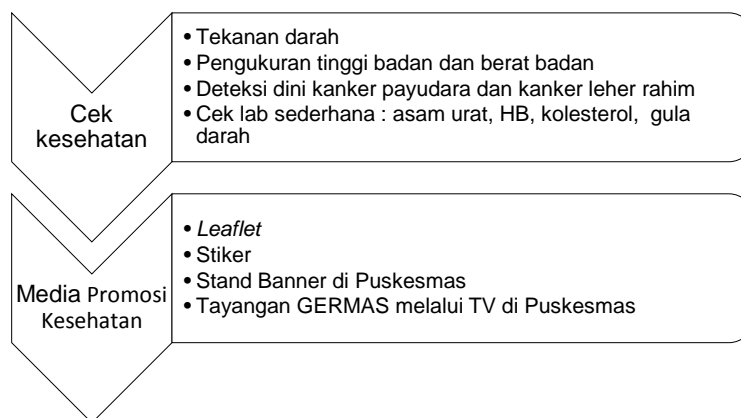 Cek
kesehatan
• Tekanan darah
• Pengukuran tinggi badan dan berat badan
• Deteksi dini kanker payudara dan kanker leher rahim
• Cek lab sederhana : asam urat, HB, kolesterol, gula
darah
Media Promosi
Kesehatan
• Leaflet
• Stiker
• Stand Banner di Puskesmas
• Tayangan GERMAS melalui TV di Puskesmas